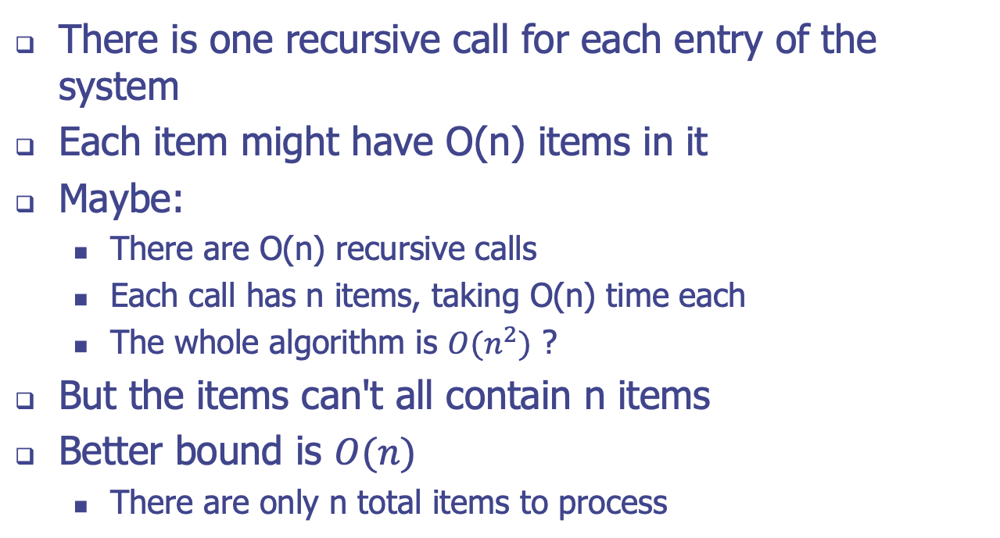 There is one recursive call for each entry of the
system
Each item might have O(n) items in it
Maybe:
There are O(n) recursive calls
Each call has n items, taking O(n) time each
The whole algorithm is O(n²) ?
But the items can't all contain n items
Better bound is O(n)
There are only n total items to process